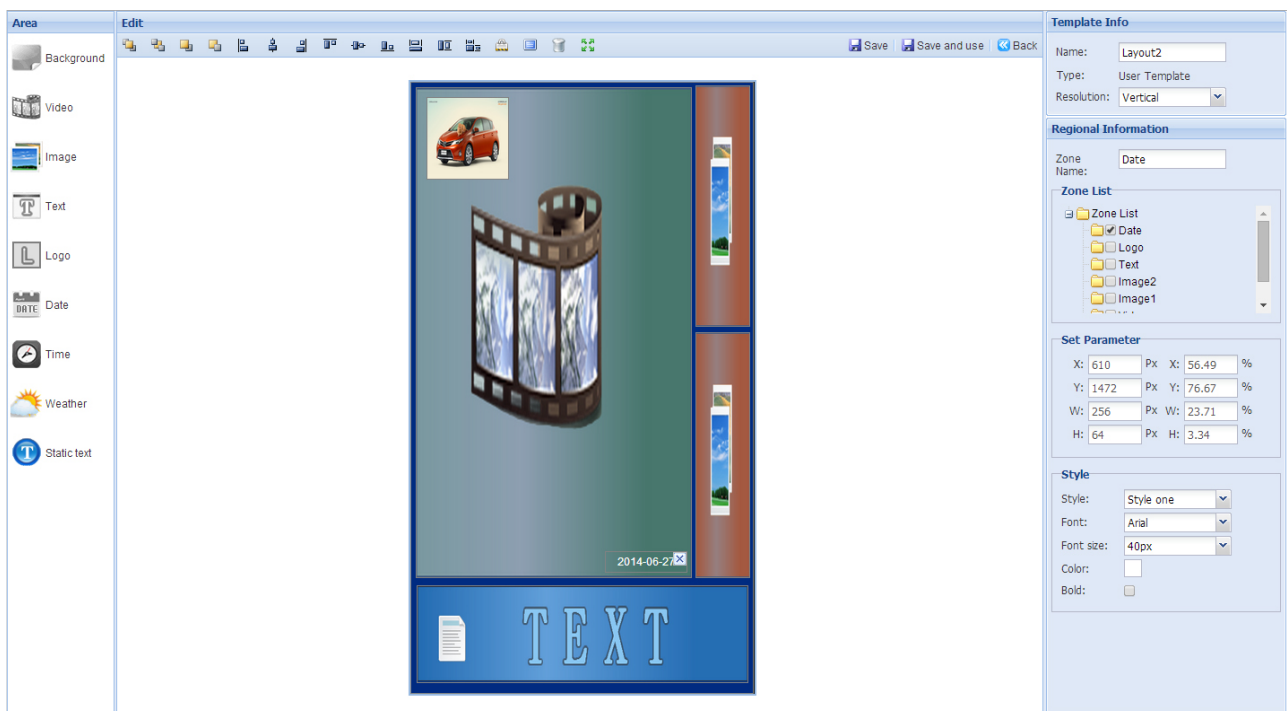 Area
Background
Video
Image
Text
Logo
DATE Date
Time
Weather
Static text
Edit
Save Save and use Back
2014-06-27
TEXT
Template Info
Name: Layout2
Type: User Template
Resolution: Vertical
Regional Information
Zone Name: Date
Zone List
Zone List
Date
Logo
Text
Image2
Image1
Set Parameter
X: 610 Px X: 56.49 %
Y: 1472 Px Y: 76.67 %
W: 256 Px W: 23.71 %
H: 64 Px H: 3.34 %
Style
Style: Style one
Font: Arial
Font size: 40px
Color:
Bold: